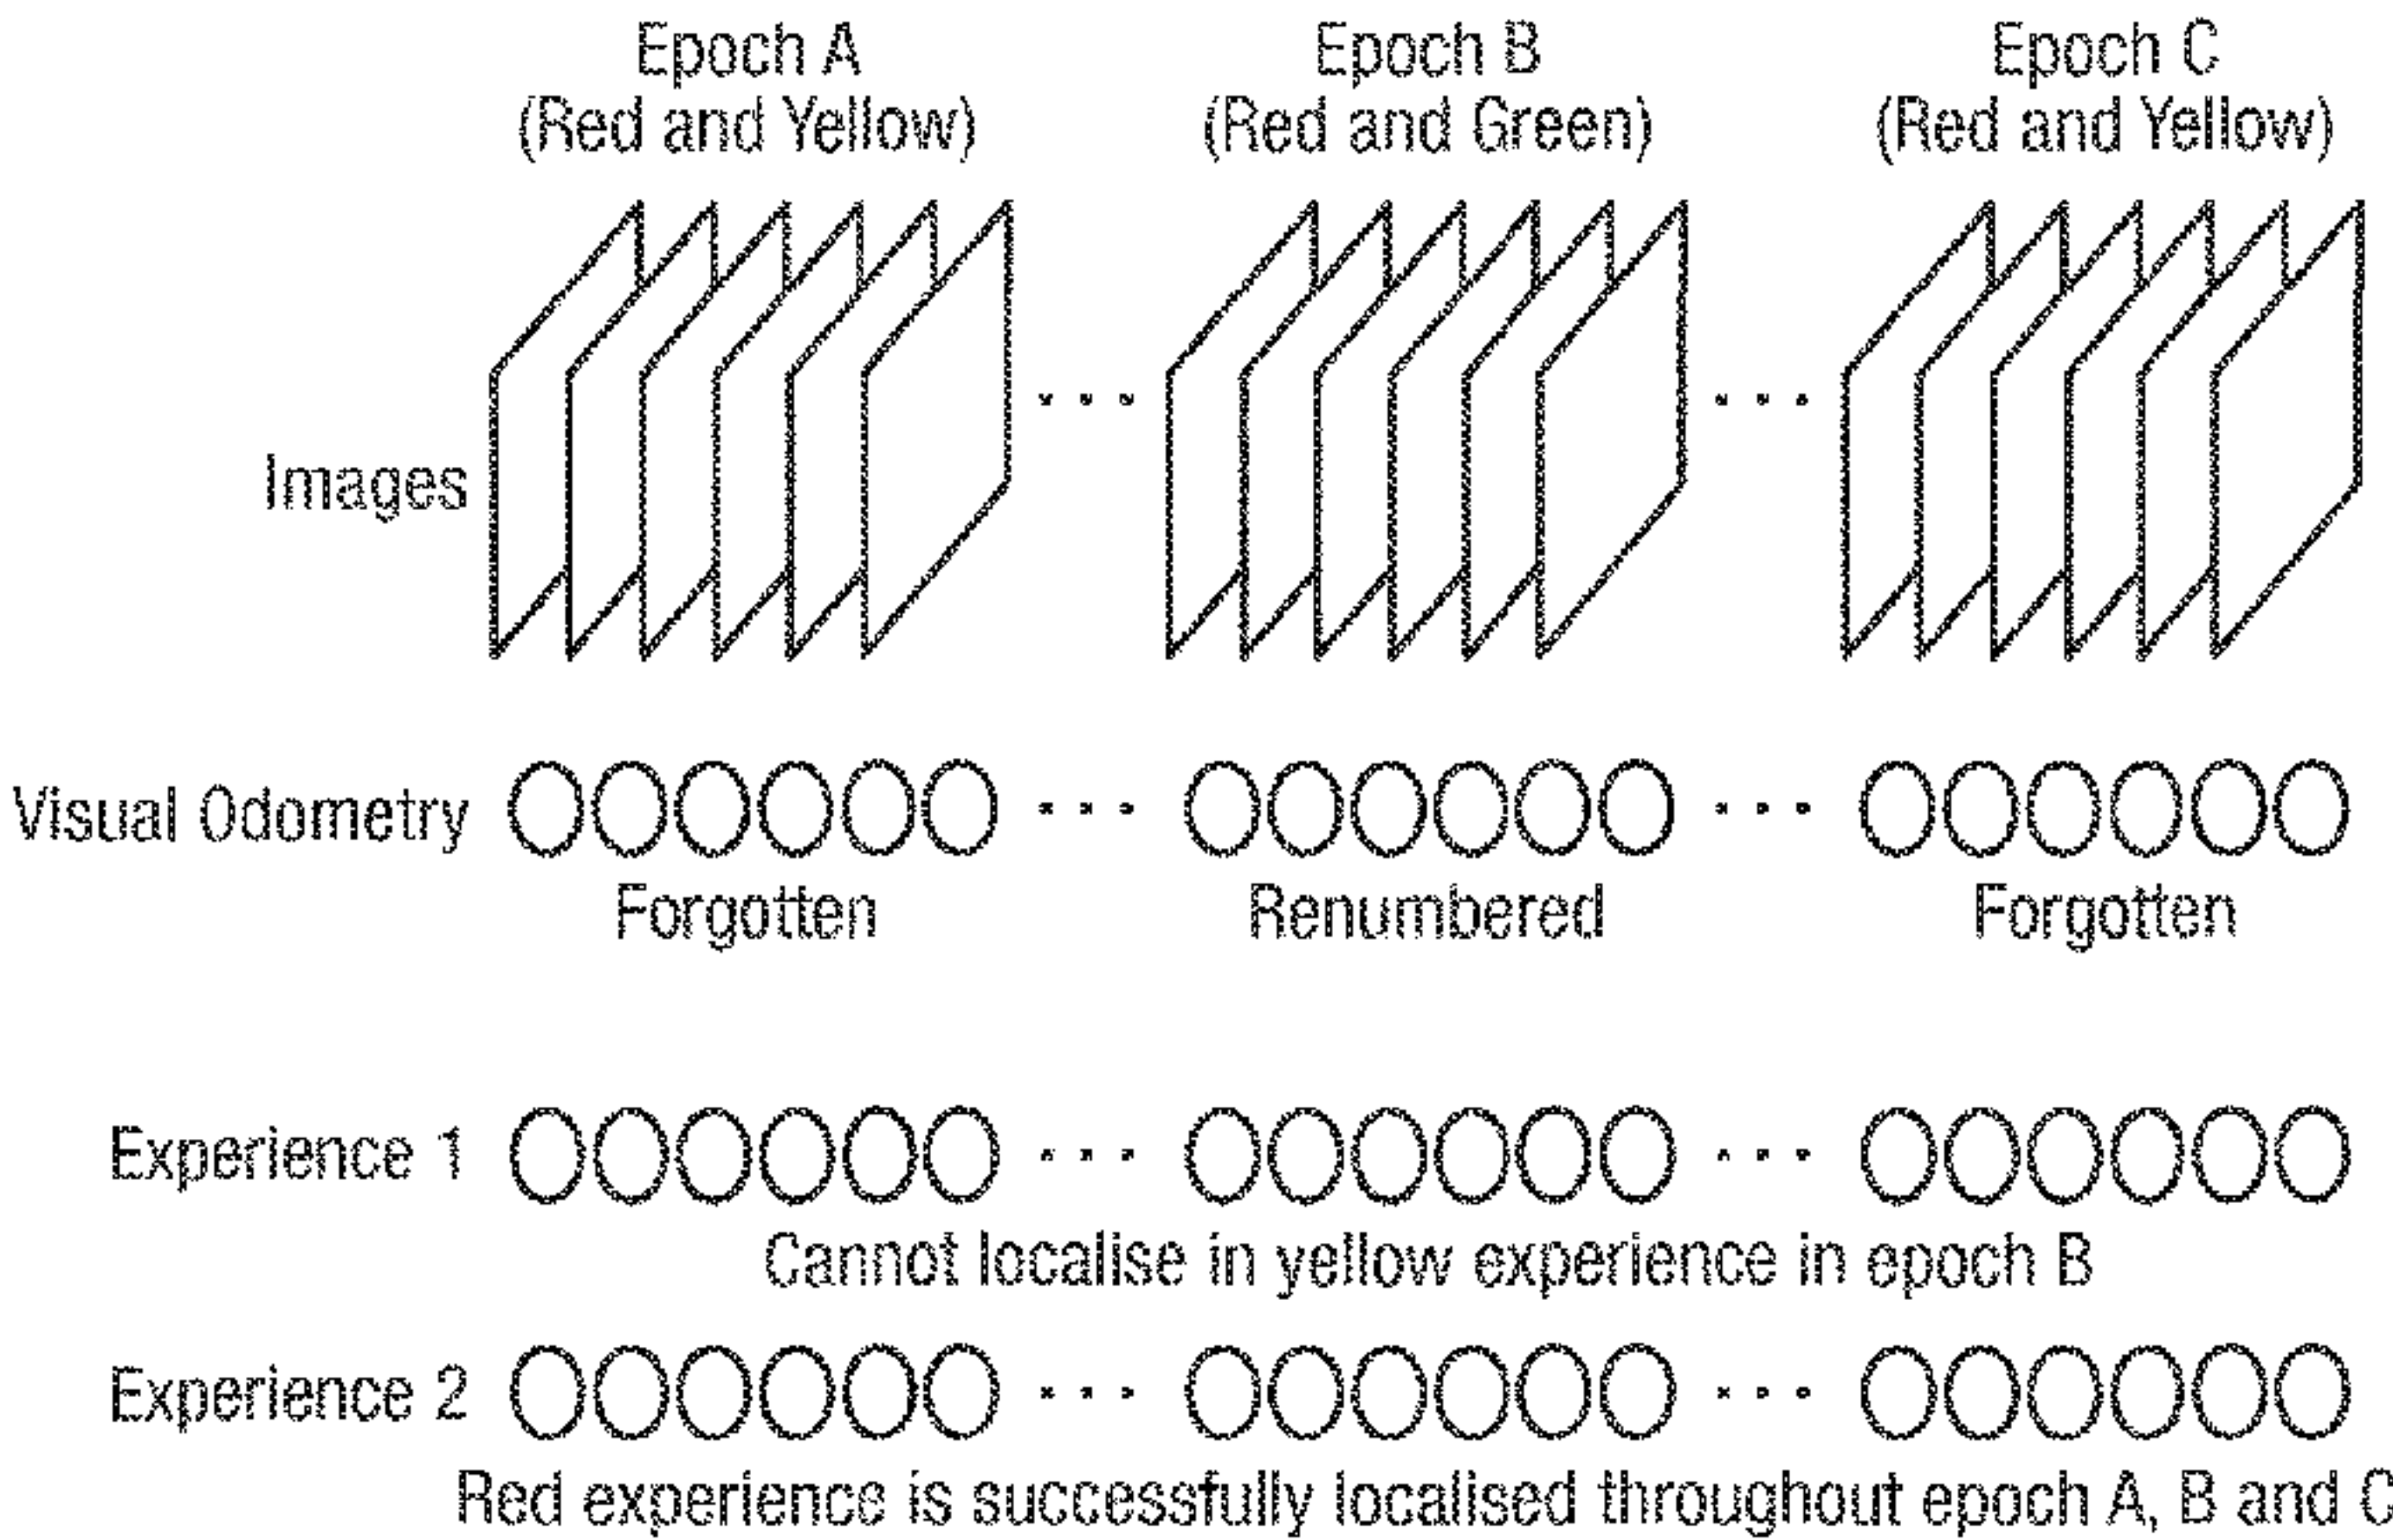 Epoch A
(Red and Yellow)
Epoch B
(Red and Green)
Epoch C
(Red and Yellow)
Images
Visual Odometry
Forgotten
Renumbered
Forgotten
Experience 1
Cannot localise in yellow experience in epoch B
Experience 2
Red experience is successfully localised throughout epoch A, B and C